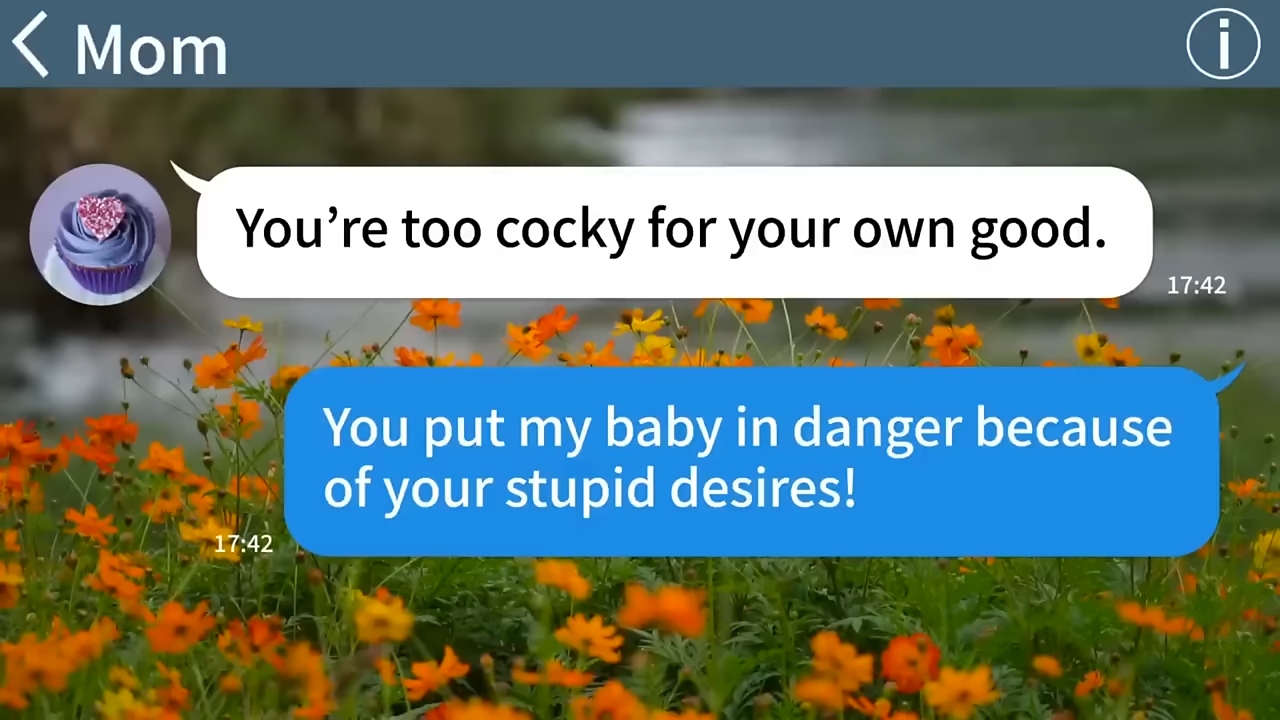 Mom
i
You’re too cocky for your own good.
17:42
You put my baby in danger because
of your stupid desires!
17:42